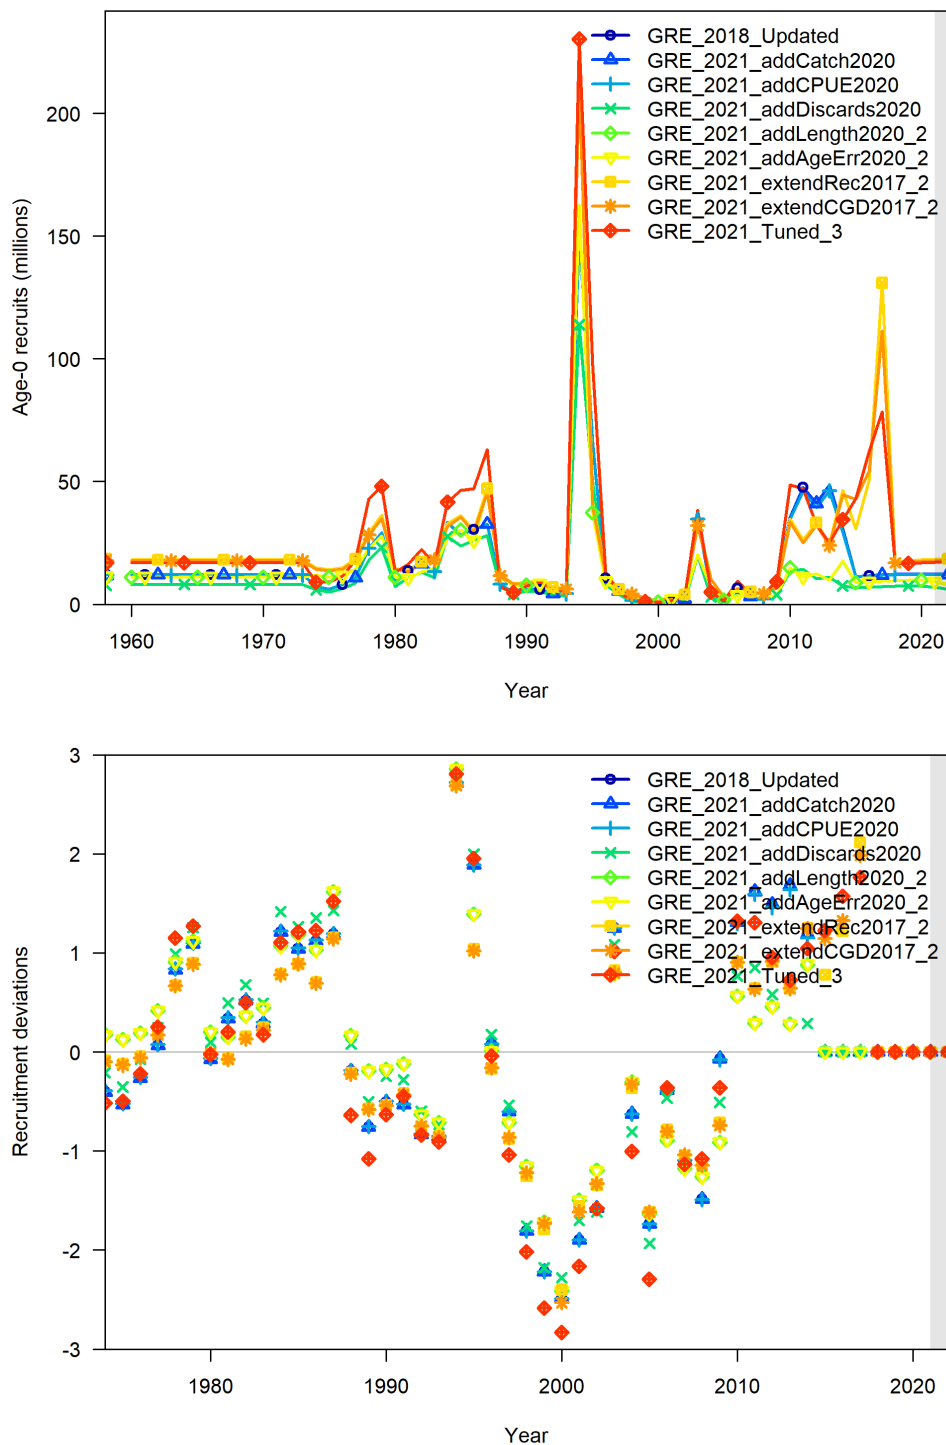 Age-0 recruits (millions)
200
150
100
50
0
GRE_2018_Updated
GRE_2021_addCatch2020
GRE_2021_addCPUE2020
GRE_2021_addDiscards2020
GRE_2021_addLength2020_2
GRE_2021_addAgeErr2020_2
GRE_2021_extendRec2017_2
GRE_2021_extendCGD2017_2
GRE_2021_Tuned_3
1960 1970 1980 1990 2000 2010 2020
Year
Recruitment deviations
3
2
1
0
-1
-2
-3
GRE_2018_Updated
GRE_2021_addCatch2020
GRE_2021_addCPUE2020
GRE_2021_addDiscards2020
GRE_2021_addLength2020_2
GRE_2021_addAgeErr2020_2
GRE_2021_extendRec2017_2
GRE_2021_extendCGD2017_2
GRE_2021_Tuned_3
1980 1990 2000 2010 2020
Year